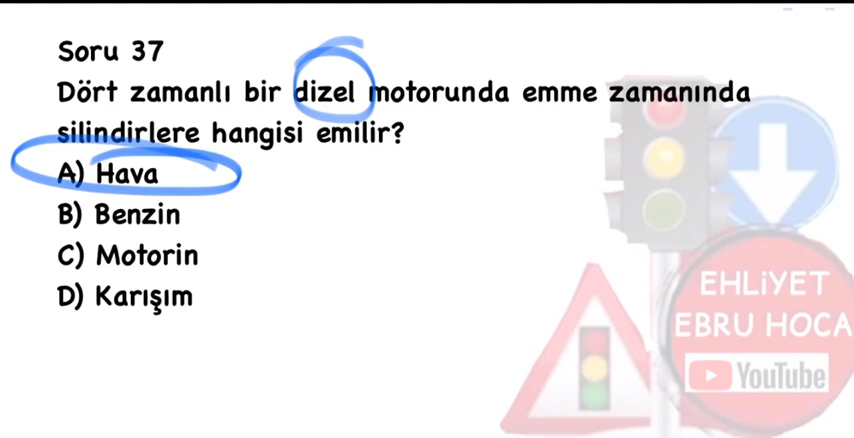 Soru 37
Dört zamanlı bir dizel motorunda emme zamanında
silindirlere hangisi emilir?
A) Hava
B) Benzin
C) Motorin
D) Karışım
EHLİYET
EBRU HOCA
YouTube